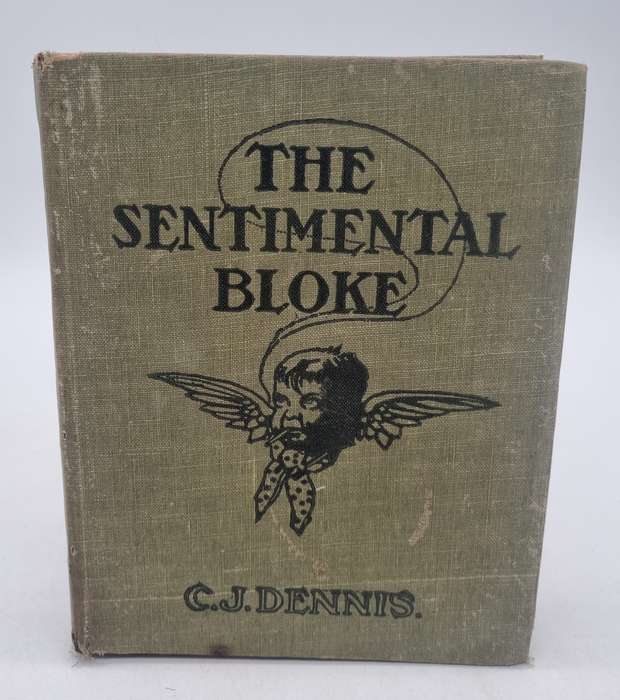 THE
SENTIMENTAL
BLOKE
C.J. DENNIS.